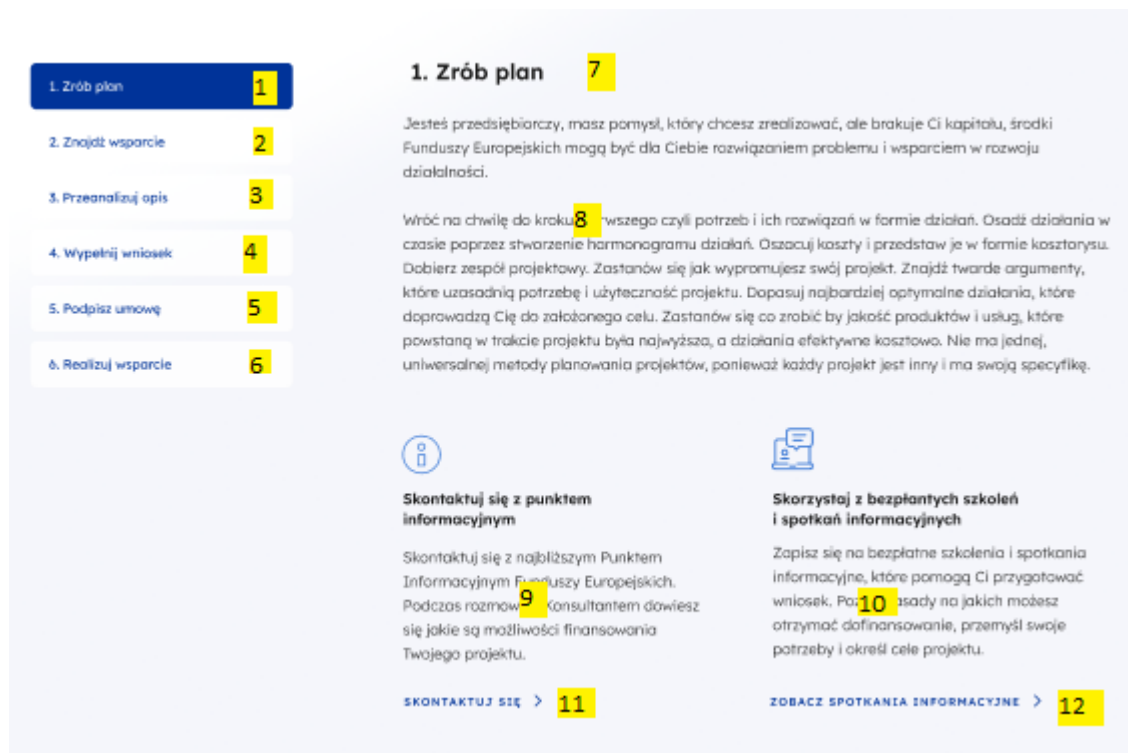 1. Zrób plan 1
2. Znajdź wsparcie 2
3. Przeanalizuj opis 3
4. Wypełnij wniosek 4
5. Podpisz umowę 5
6. Realizuj wsparcie 6
1. Zrób plan 7
Jesteś przedsiębiorczy, masz pomysł, który chcesz zrealizować, ale brakuje Ci kapitału, środki
Funduszy Europejskich mogą być dla Ciebie rozwiązaniem problemu i wsparciem w rozwoju
działalności.
Wróć na chwilę do kroku 8 rwszego czyli potrzeb i ich rozwiązań w formie działań. Osadź działania w
czasie poprzez stworzenie harmonogramu działań. Oszacuj koszty i przedstaw je w formie kosztorysu.
Dobierz zespół projektowy. Zastanów się jak wypromujesz swój projekt. Znajdź twarde argumenty,
które uzasadnią potrzebę i użyteczność projektu. Dopasuj najbardziej optymalne działania, które
doprowadzą Cię do założonego celu. Zastanów się co zrobić by jakość produktów i usług, które
powstaną w trakcie projektu była najwyższa, a działania efektywne kosztowo. Nie ma jednej,
uniwersalnej metody planowania projektów, ponieważ każdy projekt jest inny i ma swoją specyfikę.
Skontaktuj się z punktem
informacyjnym
Skontaktuj się z najbliższym Punktem
Informacyjnym Funduszy Europejskich.
Podczas rozmow 9 Konsultantem dowiesz
się jakie są możliwości finansowania
Twojego projektu.
SKONTAKTUJ SIĘ > 11
Skorzystaj z bezpłantych szkoleń
i spotkań informacyjnych
Zapisz się na bezpłatne szkolenia i spotkania
informacyjne, które pomogą Ci przygotować
wniosek. Poz 10 asady na jakich możesz
otrzymać dofinansowanie, przemyśl swoje
potrzeby i określ cele projektu.
ZOBACZ SPOTKANIA INFORMACYJNE > 12